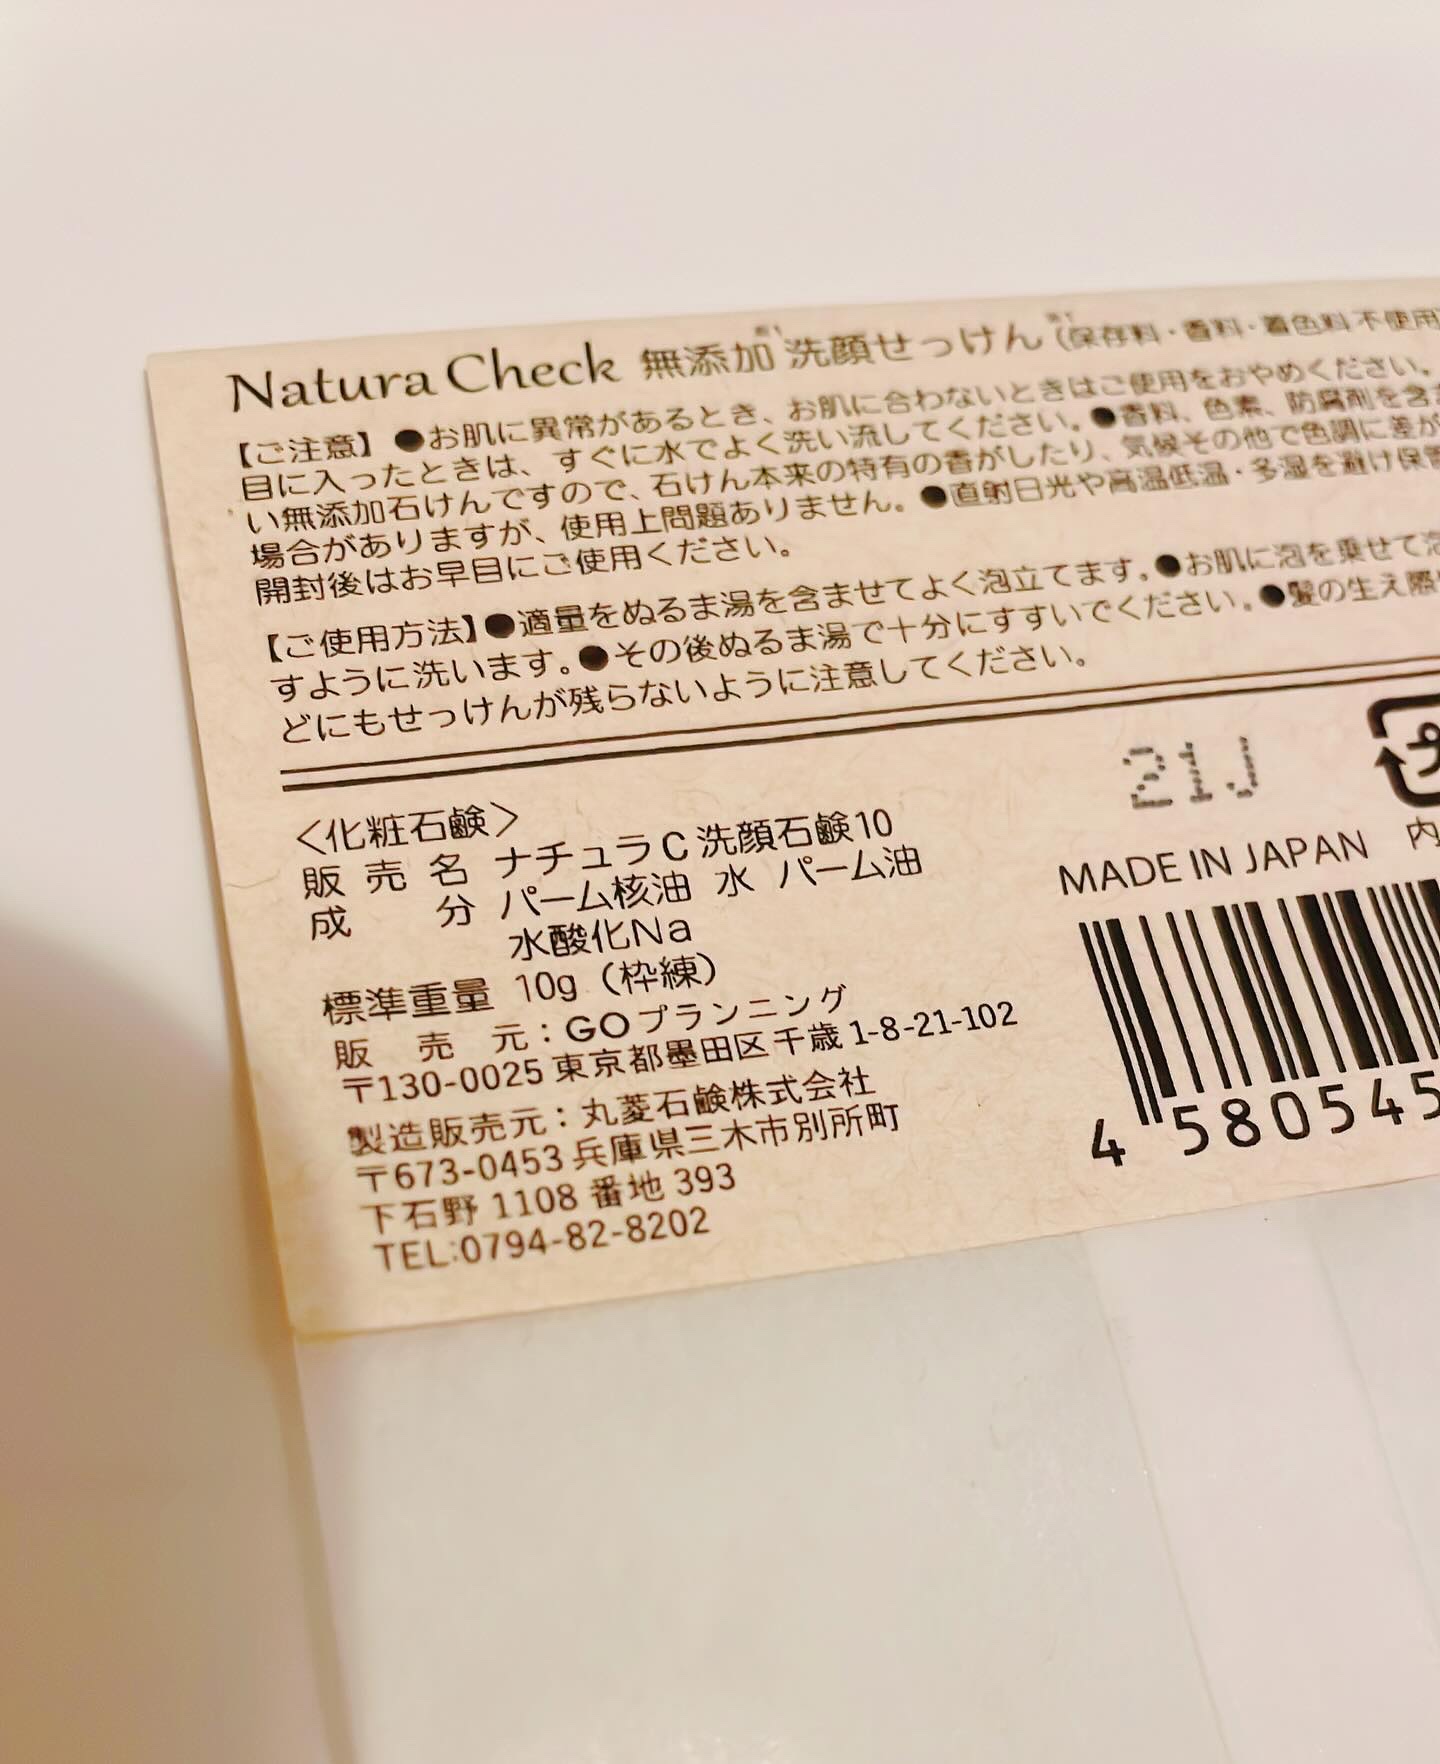 Natura Check 無添加※1洗顔せっけん※1(保存料・香料・着色料不使用
【ご注意】●お肌に異常があるとき、お肌に合わないときはご使用をおやめください。
目に入ったときは、すぐに水でよく洗い流してください。●香料、色素、防腐剤を含
い無添加石けんですので、石けん本来の特有の香がしたり、気候その他で色調に差が
場合がありますが、使用上問題ありません。●直射日光や高温低温・多湿を避け保
開封後はお早目にご使用ください。
【ご使用方法】●適量をぬるま湯を含ませてよく泡立てます。●お肌に泡を乗せて
すように洗います。●その後ぬるま湯で十分にすすいでください。●髪の生え際
どにもせっけんが残らないように注意してください。
<化粧石鹸>
販売名 ナチュラC洗顔石鹸10
成分 パーム核油 水 パーム油
水酸化Na
標準重量 10g(枠練)
販売元:GOプランニング
〒130-0025 東京都墨田区千歳1-8-21-102
製造販売元:丸菱石鹸株式会社
〒673-0453 兵庫県三木市別所町
下石野 1108 番地 393
TEL:0794-82-8202
21J
プ
MADE IN JAPAN 内
4 580545